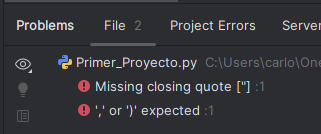 Problems File 2 Project Errors Server
Primer_Proyecto.py C:\Users\carlo\One
Missing closing quote ["] :1
',' or ')' expected :1